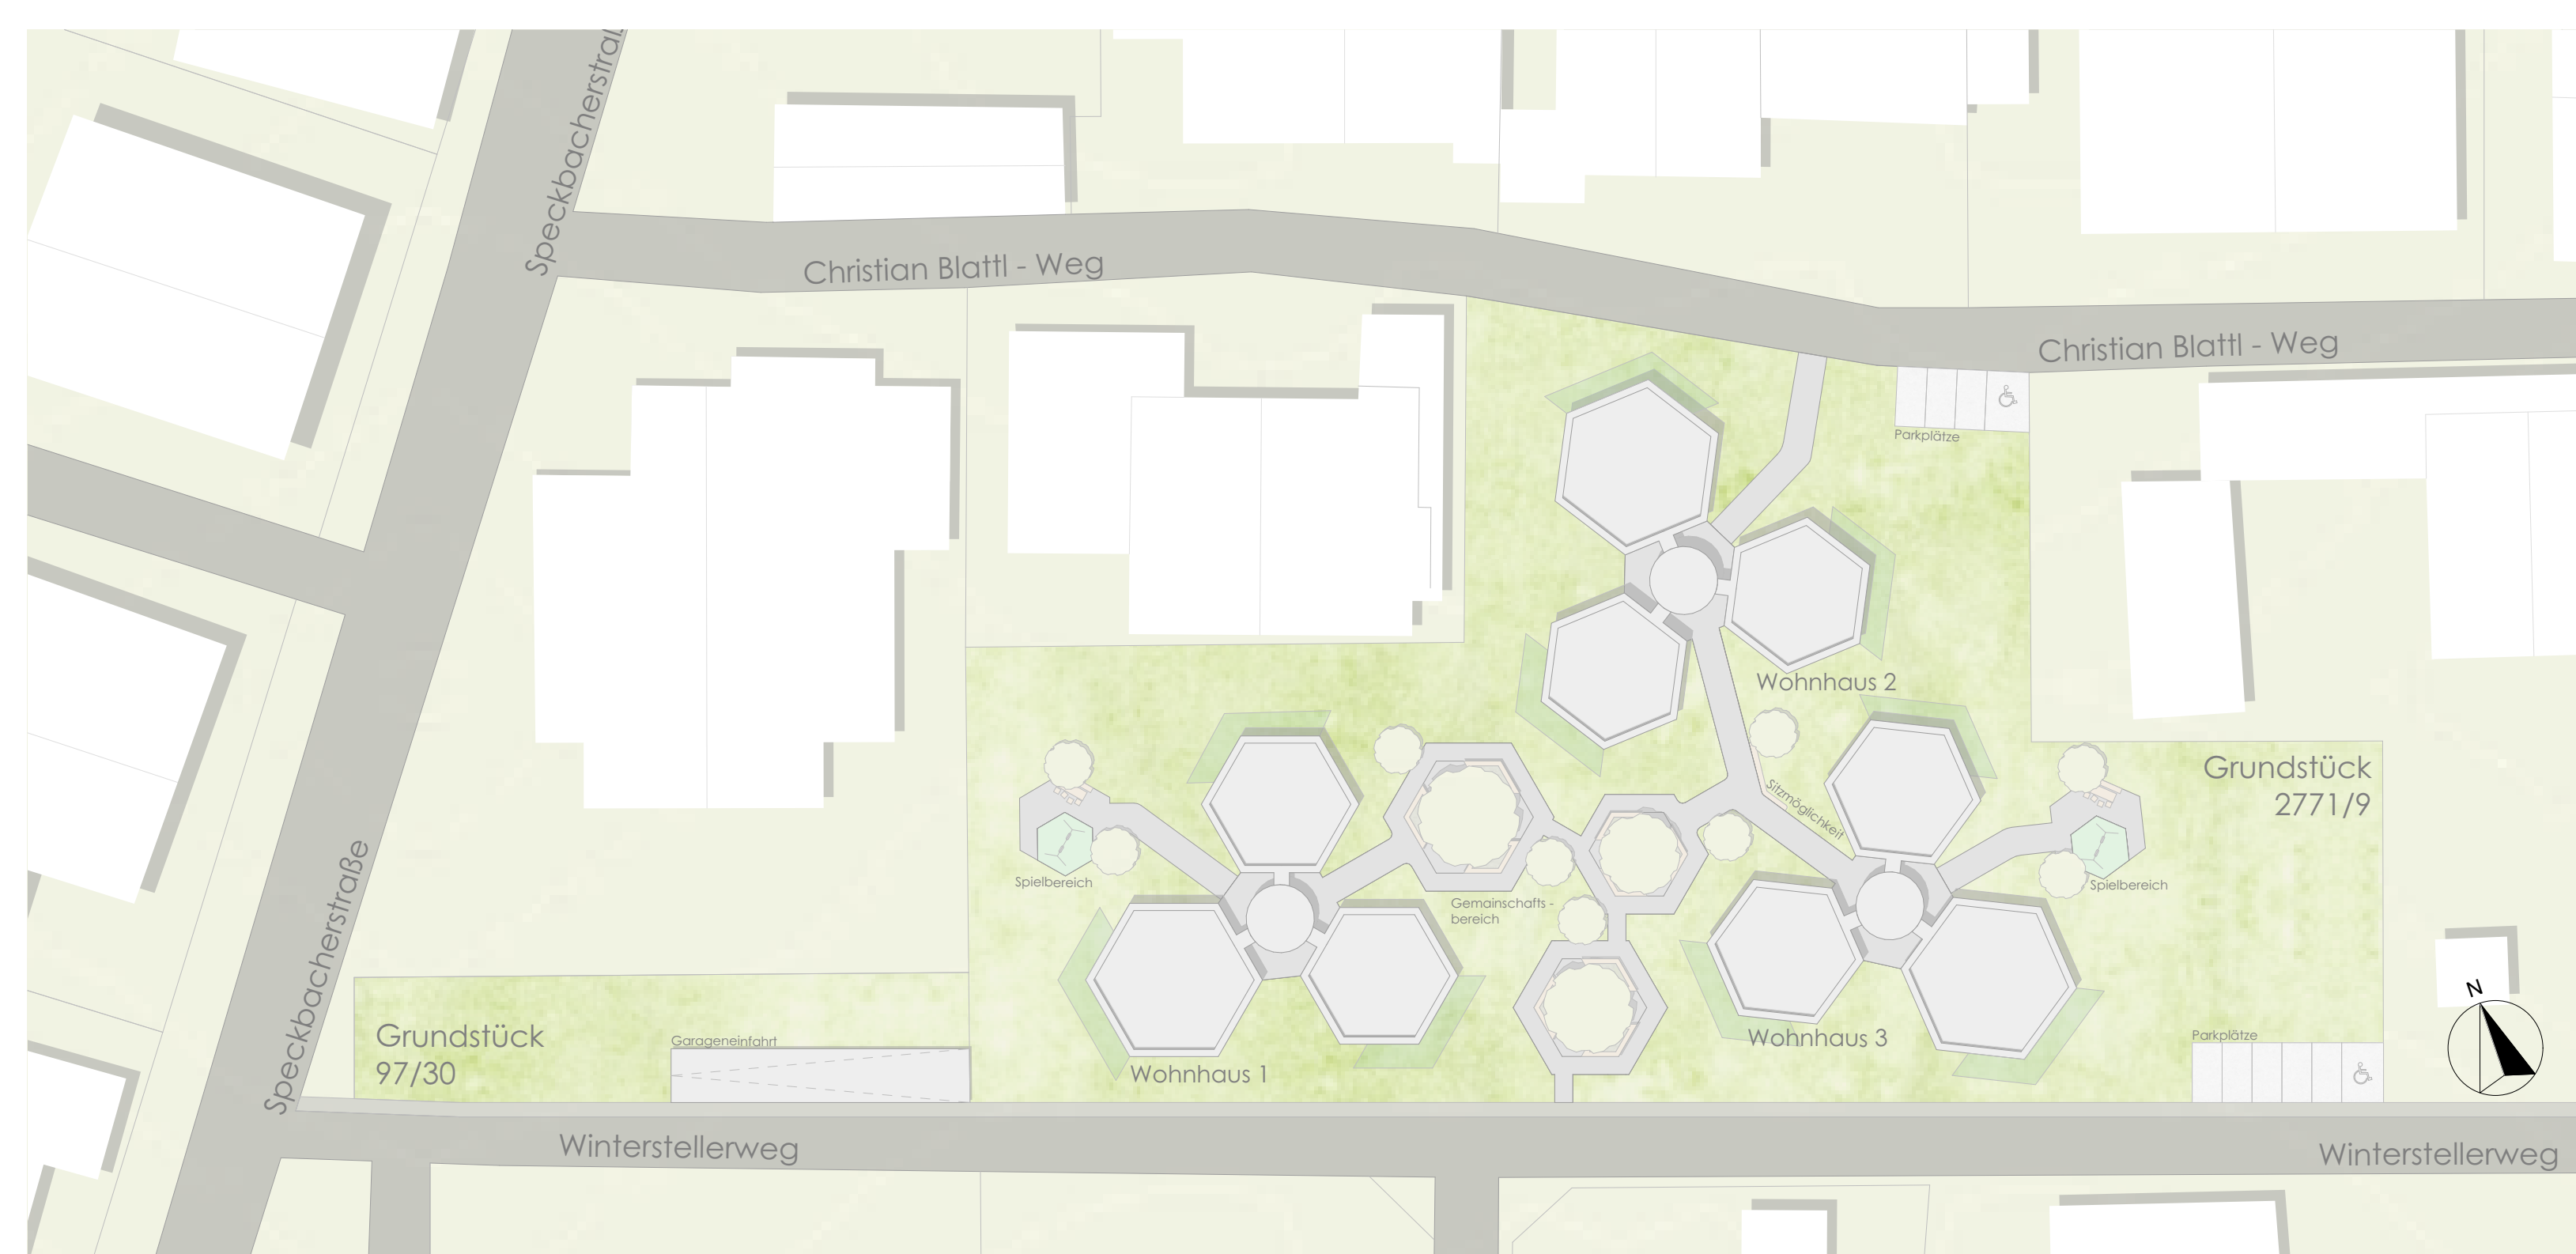 Speckbacherstraß
Christian Blattl - Weg
Christian Blattl - Weg
Parkplätze
Wohnhaus 2
Grundstück
2771/9
Sitzmöglichkeit
Spielbereich
Spielbereich
Gemainschafts -
bereich
Speckbacherstraße
Grundstück
97/30
Garageneinfahrt
Wohnhaus 1
Wohnhaus 3
Parkplätze
N
Winterstellerweg
Winterstellerweg